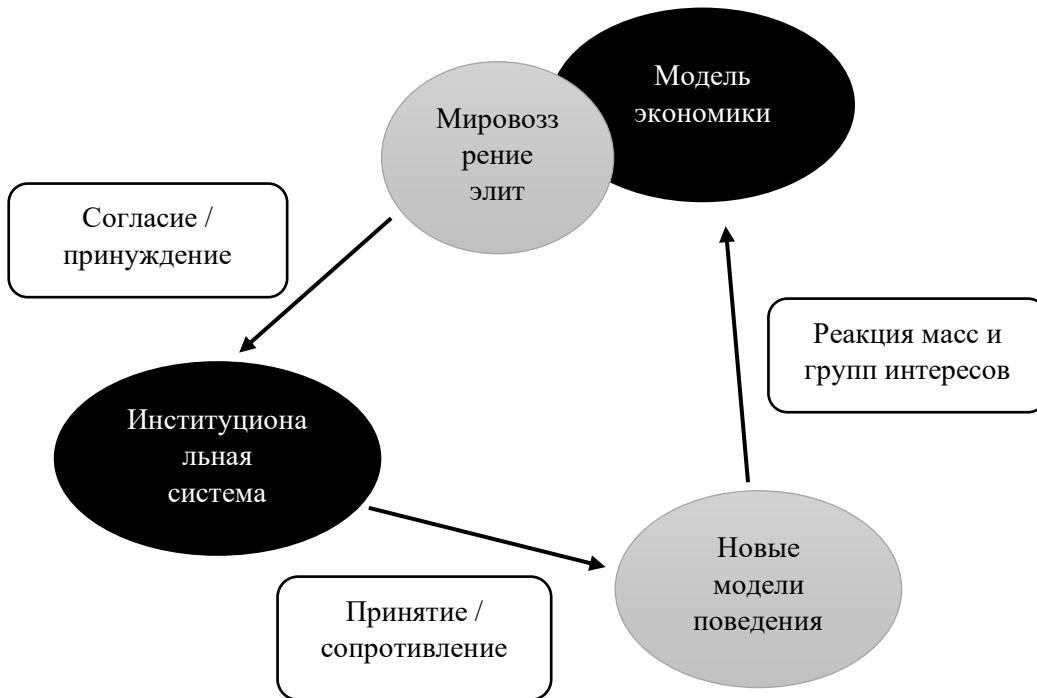 Модель
экономики
Мировозз
рение
элит
Согласие /
принуждение
Реакция масс и
групп интересов
Институциона
льная
система
Новые
модели
поведения
Принятие /
сопротивление